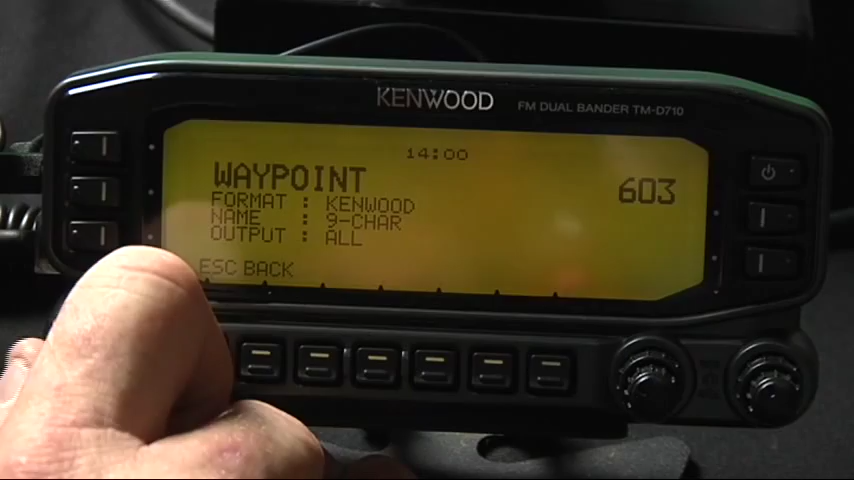 KENWOOD FM DUAL BANDER TM-D710
14:00
WAYPOINT 603
FORMAT : KENWOOD
NAME : 9-CHAR
OUTPUT : ALL
ESC BACK